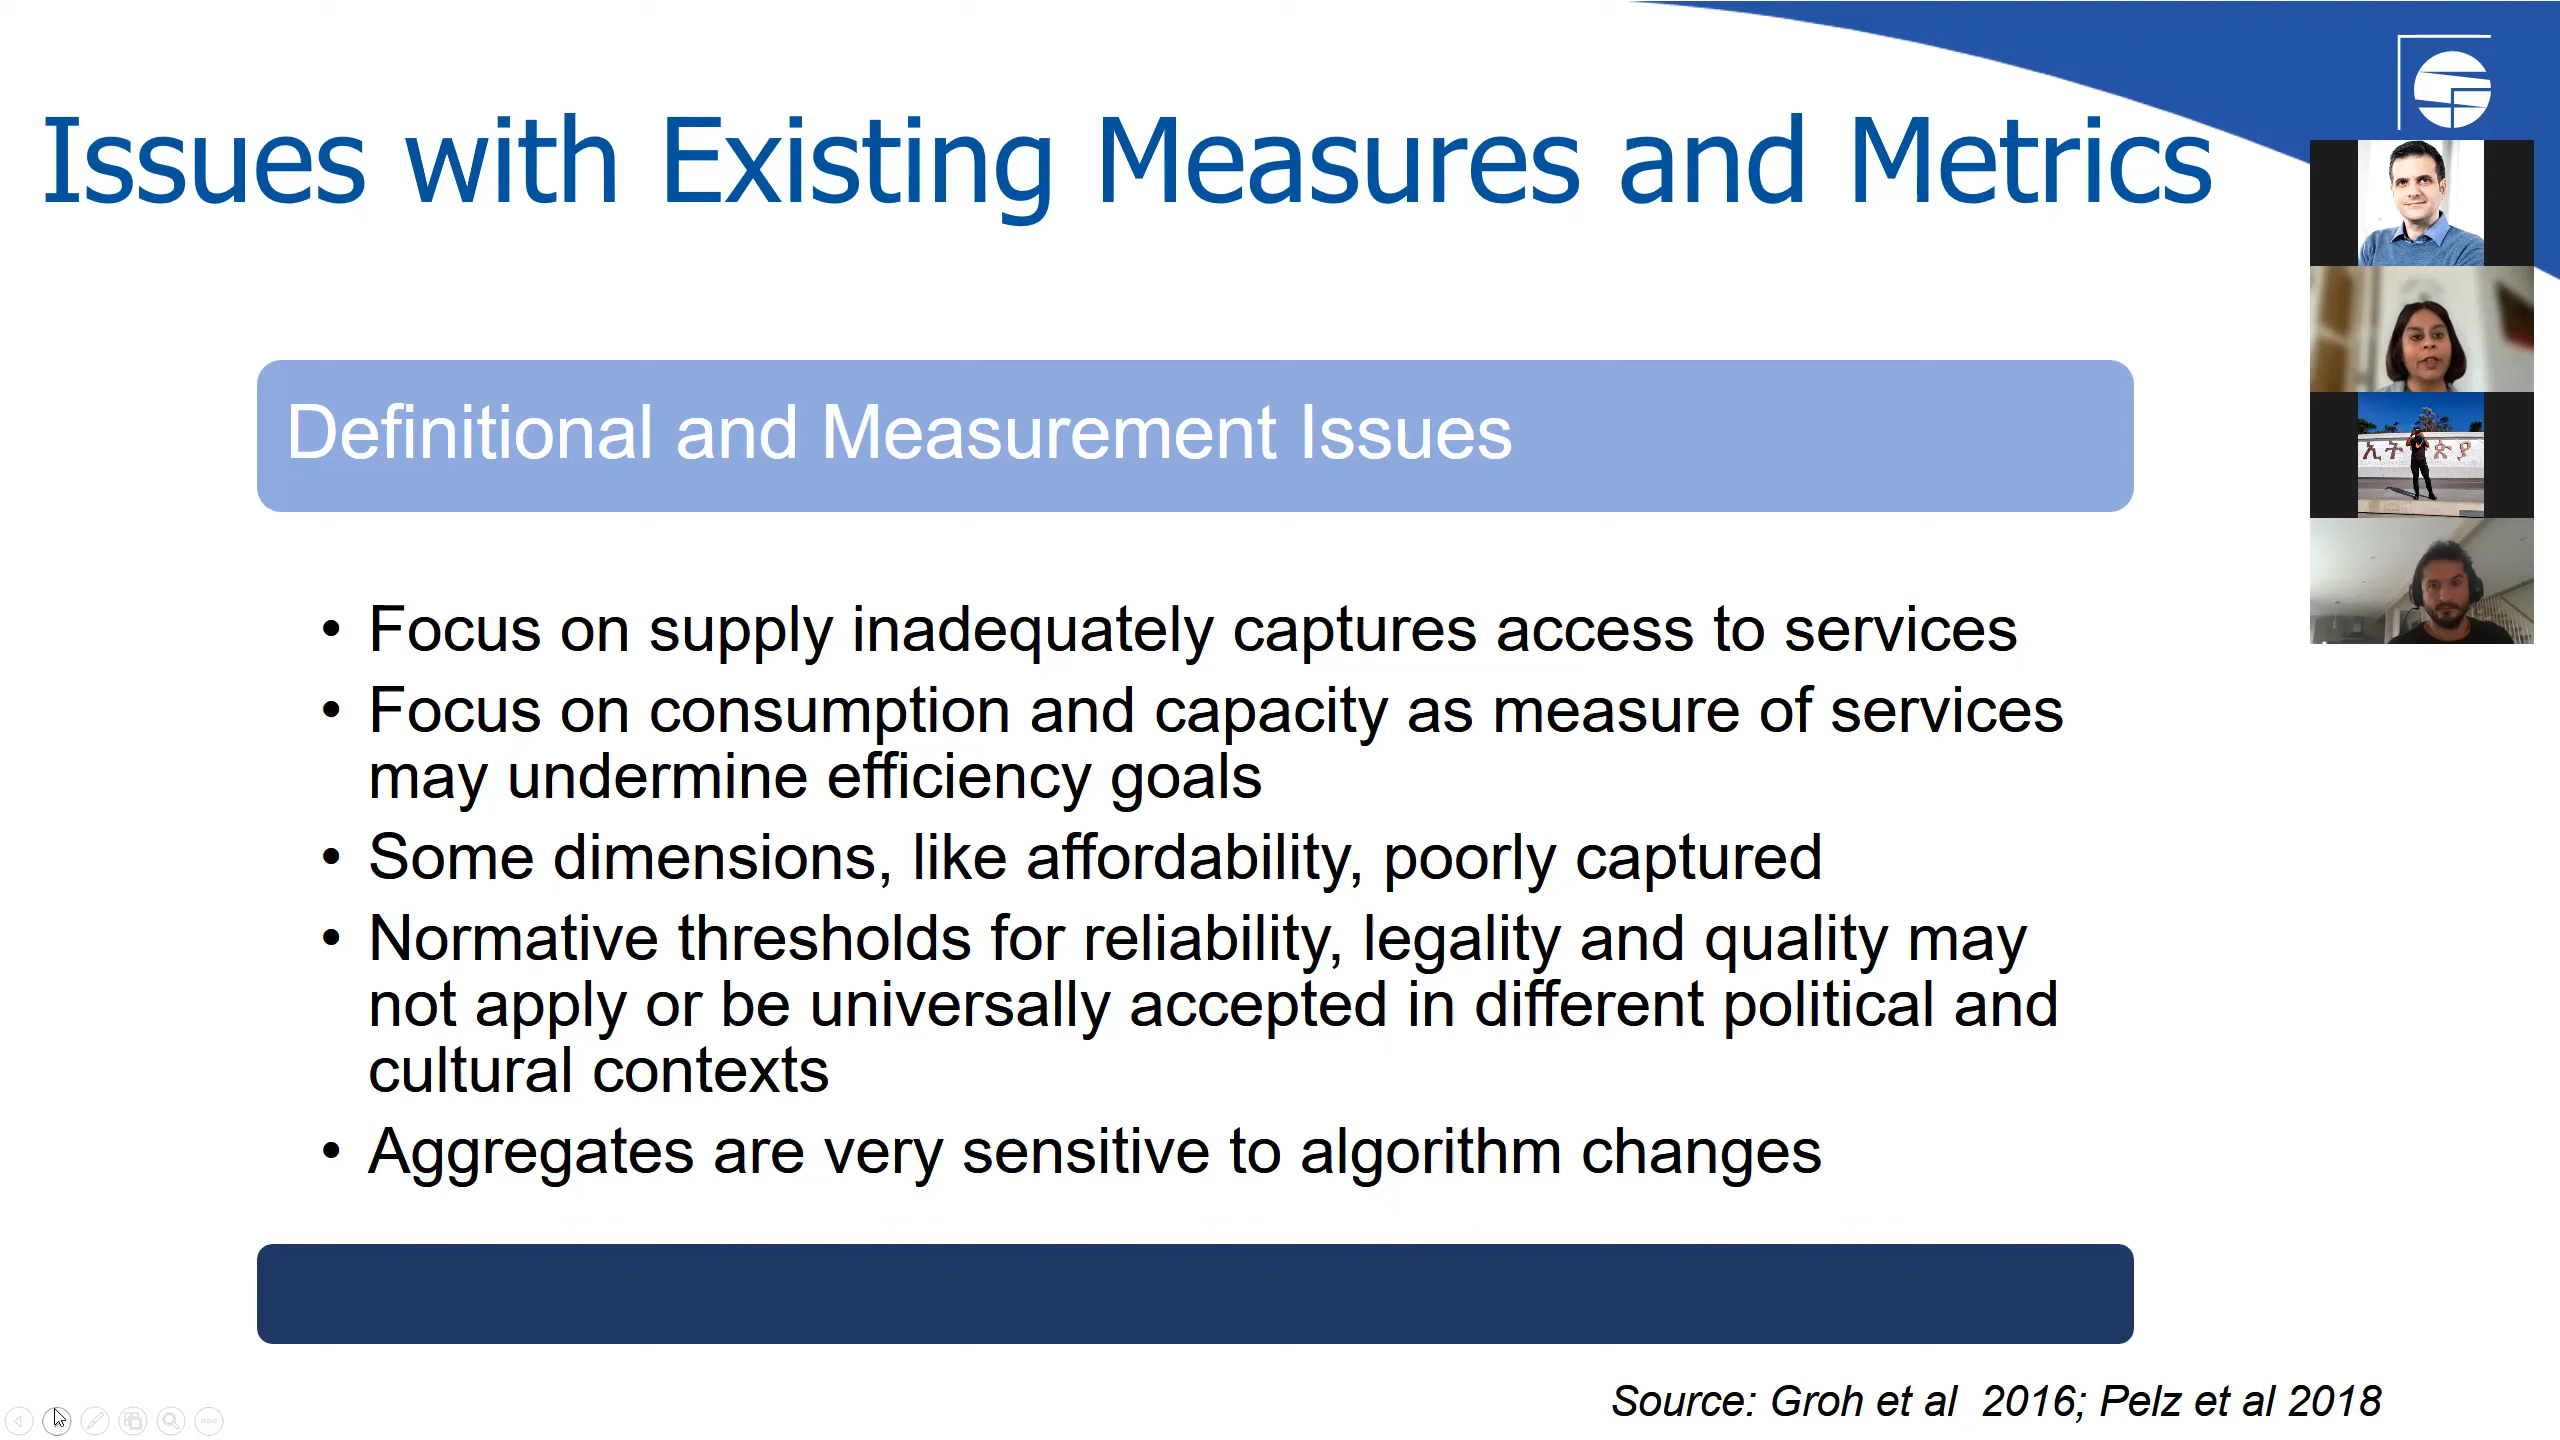 Issues with Existing Measures and Metrics
Definitional and Measurement Issues
• Focus on supply inadequately captures access to services
• Focus on consumption and capacity as measure of services
may undermine efficiency goals
• Some dimensions, like affordability, poorly captured
• Normative thresholds for reliability, legality and quality may
not apply or be universally accepted in different political and
cultural contexts
• Aggregates are very sensitive to algorithm changes
Source: Groh et al  2016; Pelz et al 2018